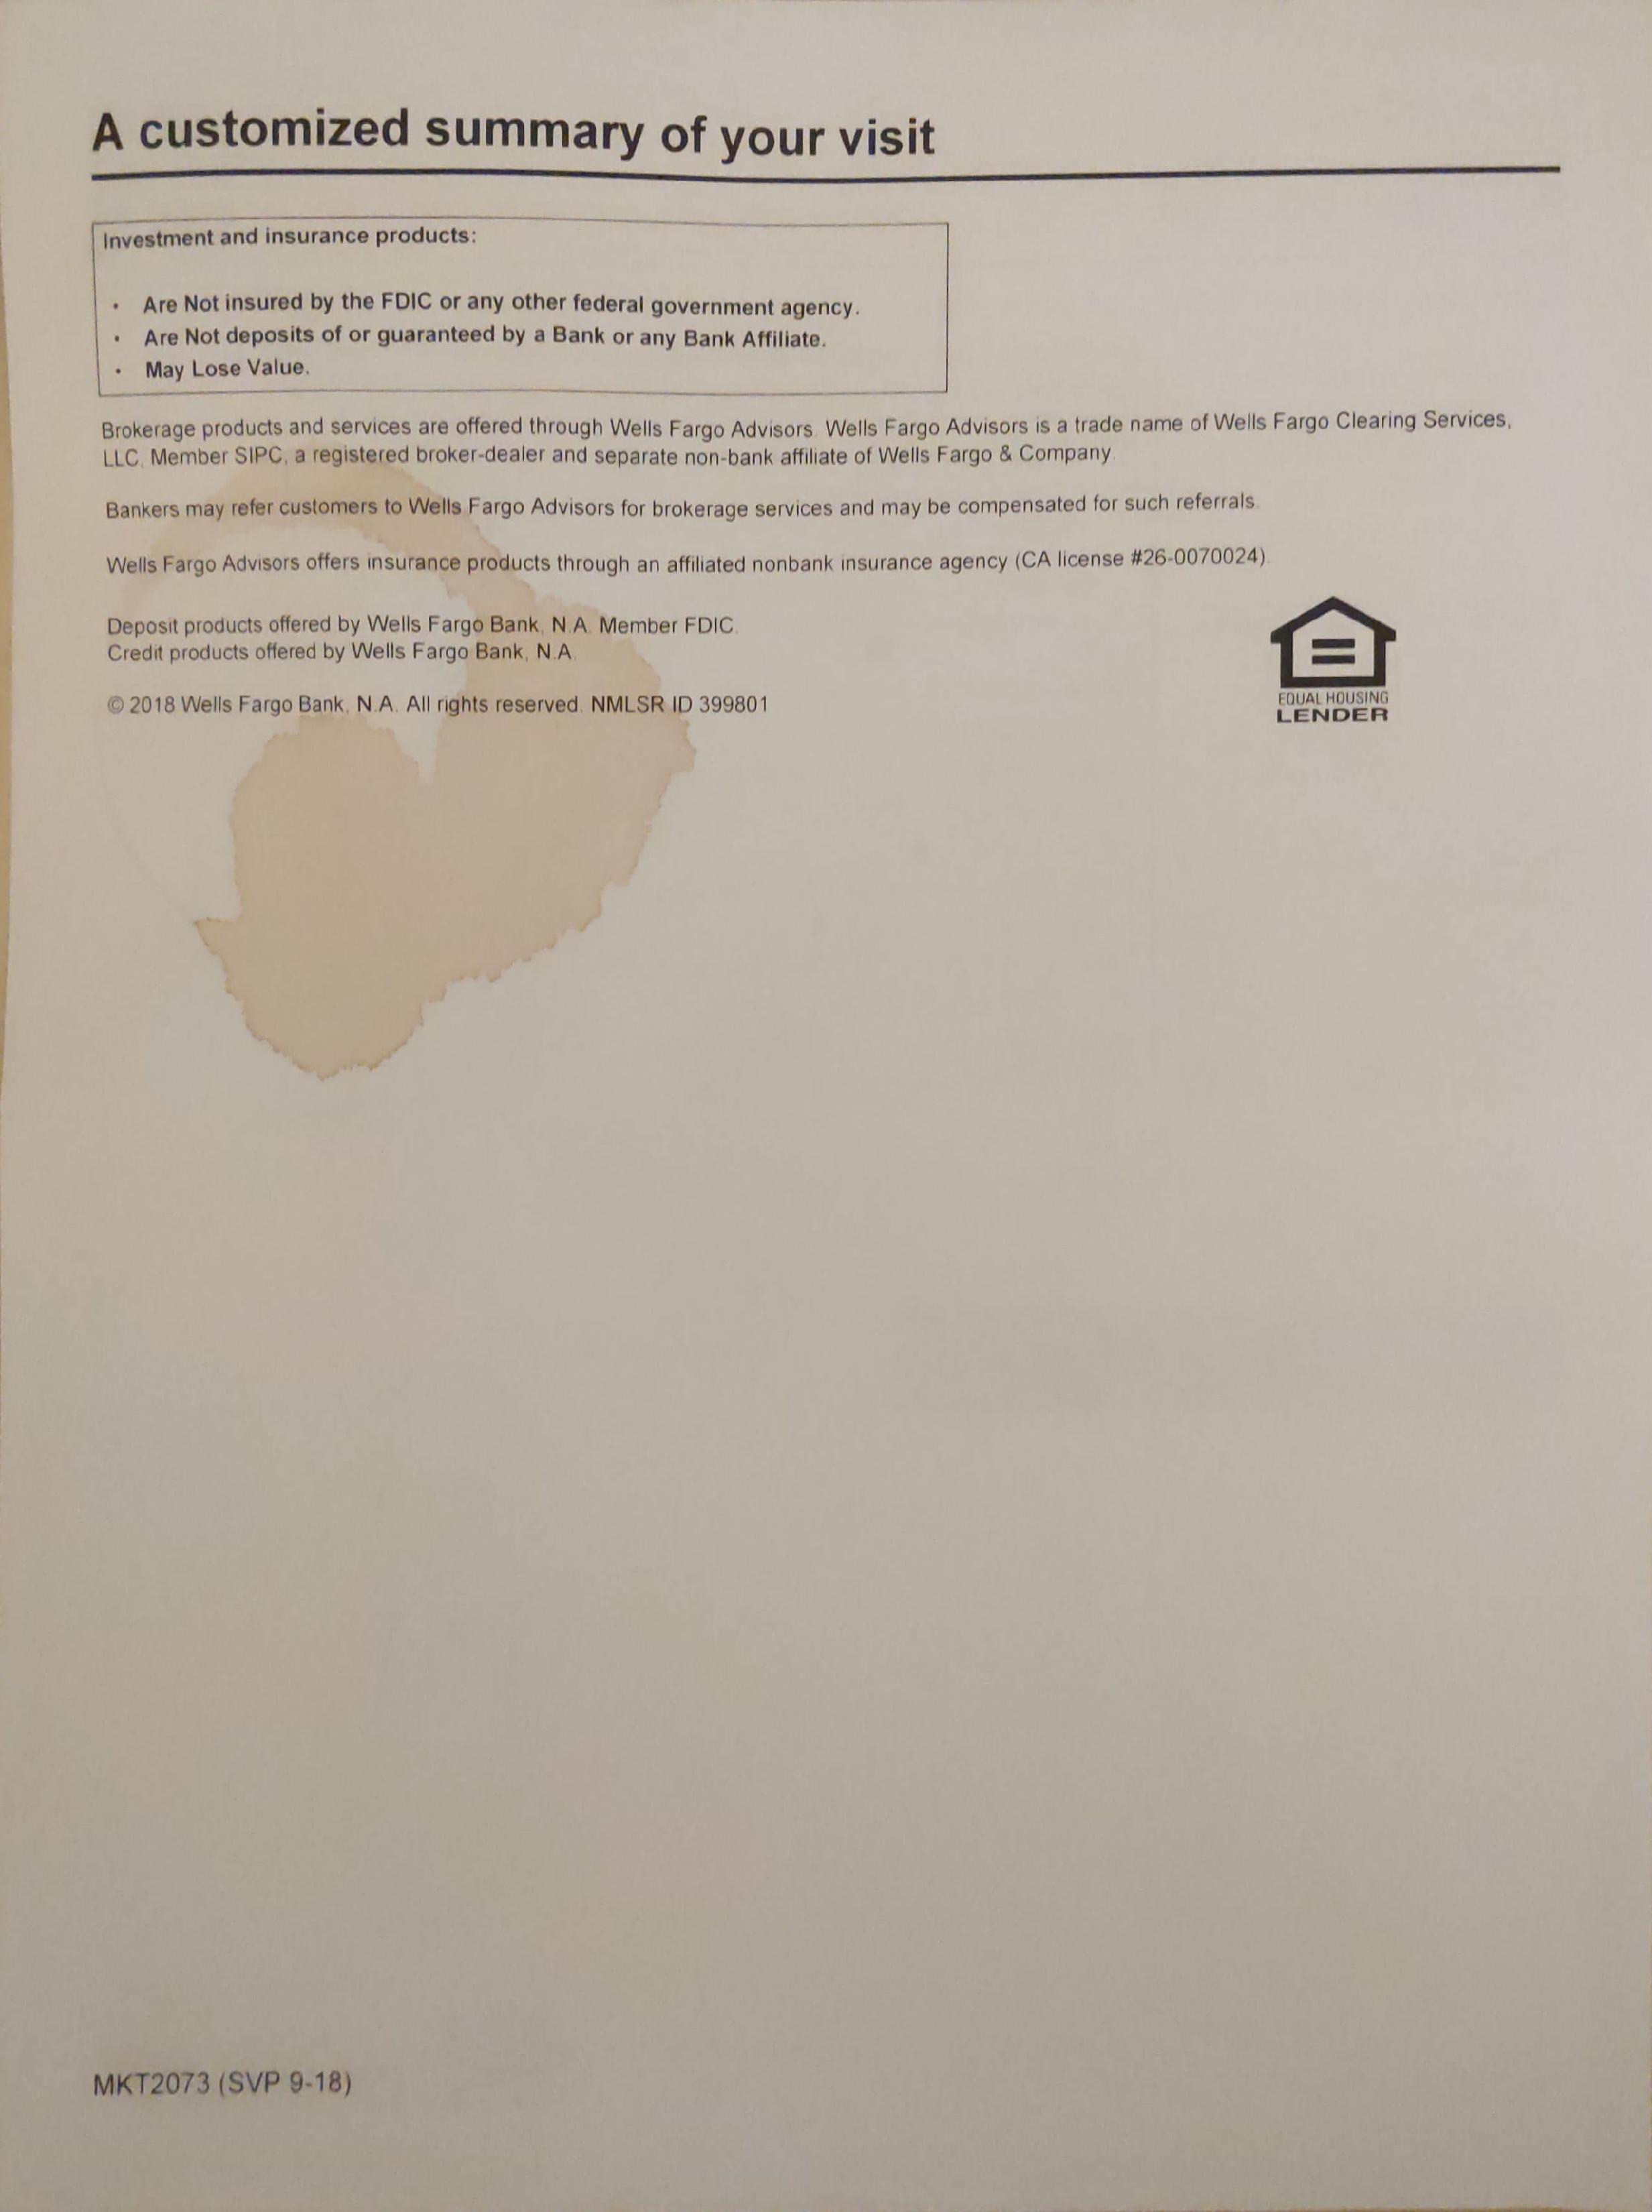 A customized summary of your visit
Investment and insurance products:
• Are Not insured by the FDIC or any other federal government agency.
• Are Not deposits of or guaranteed by a Bank or any Bank Affiliate.
• May Lose Value.
Brokerage products and services are offered through Wells Fargo Advisors. Wells Fargo Advisors is a trade name of Wells Fargo Clearing Services,
LLC, Member SIPC, a registered broker-dealer and separate non-bank affiliate of Wells Fargo & Company.
Bankers may refer customers to Wells Fargo Advisors for brokerage services and may be compensated for such referrals.
Wells Fargo Advisors offers insurance products through an affiliated nonbank insurance agency (CA license #26-0070024).
Deposit products offered by Wells Fargo Bank, N.A. Member FDIC.
Credit products offered by Wells Fargo Bank, N.A.
© 2018 Wells Fargo Bank, N.A. All rights reserved. NMLSR ID 399801
EQUAL HOUSING
LENDER
MKT2073 (SVP 9-18)